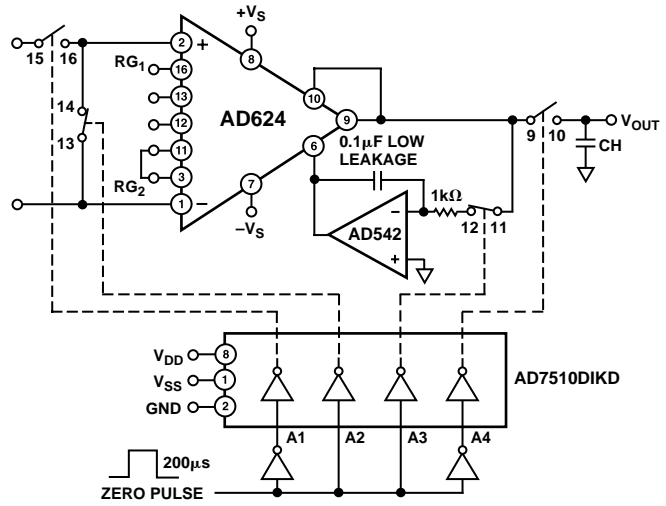 +VS
15
16
2
+
8
RG1
16
10
14
13
AD624
9
12
6
0.1µF LOW
LEAKAGE
9
10
VOUT
CH
13
11
RG2
3
7
1kΩ
–
1
–
–VS
AD542
12
11
+
VDD
8
VSS
1
GND
2
AD7510DIKD
A1
A2
A3
A4
200µs
ZERO PULSE